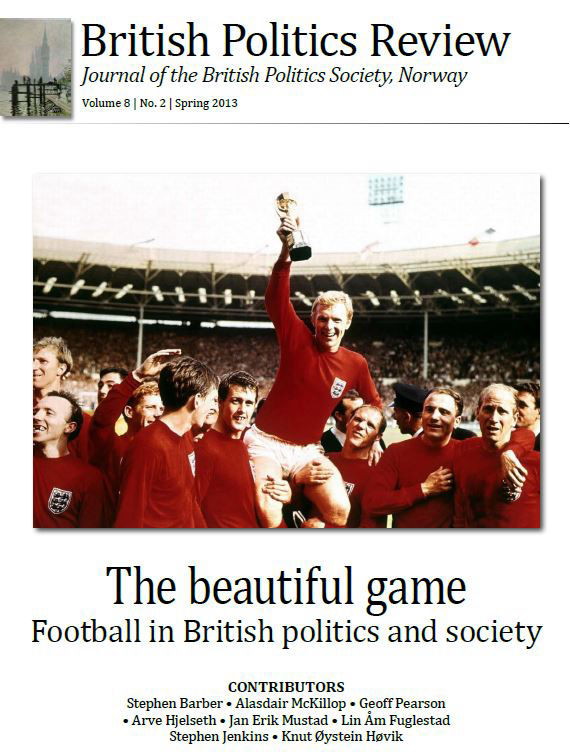 British Politics Review
Journal of the British Politics Society, Norway
Volume 8 | No. 2 | Spring 2013
The beautiful game
Football in British politics and society
CONTRIBUTORS
Stephen Barber • Alasdair McKillop • Geoff Pearson
• Arve Hjelseth • Jan Erik Mustad • Lin Åm Fuglestad
Stephen Jenkins • Knut Øystein Høvik